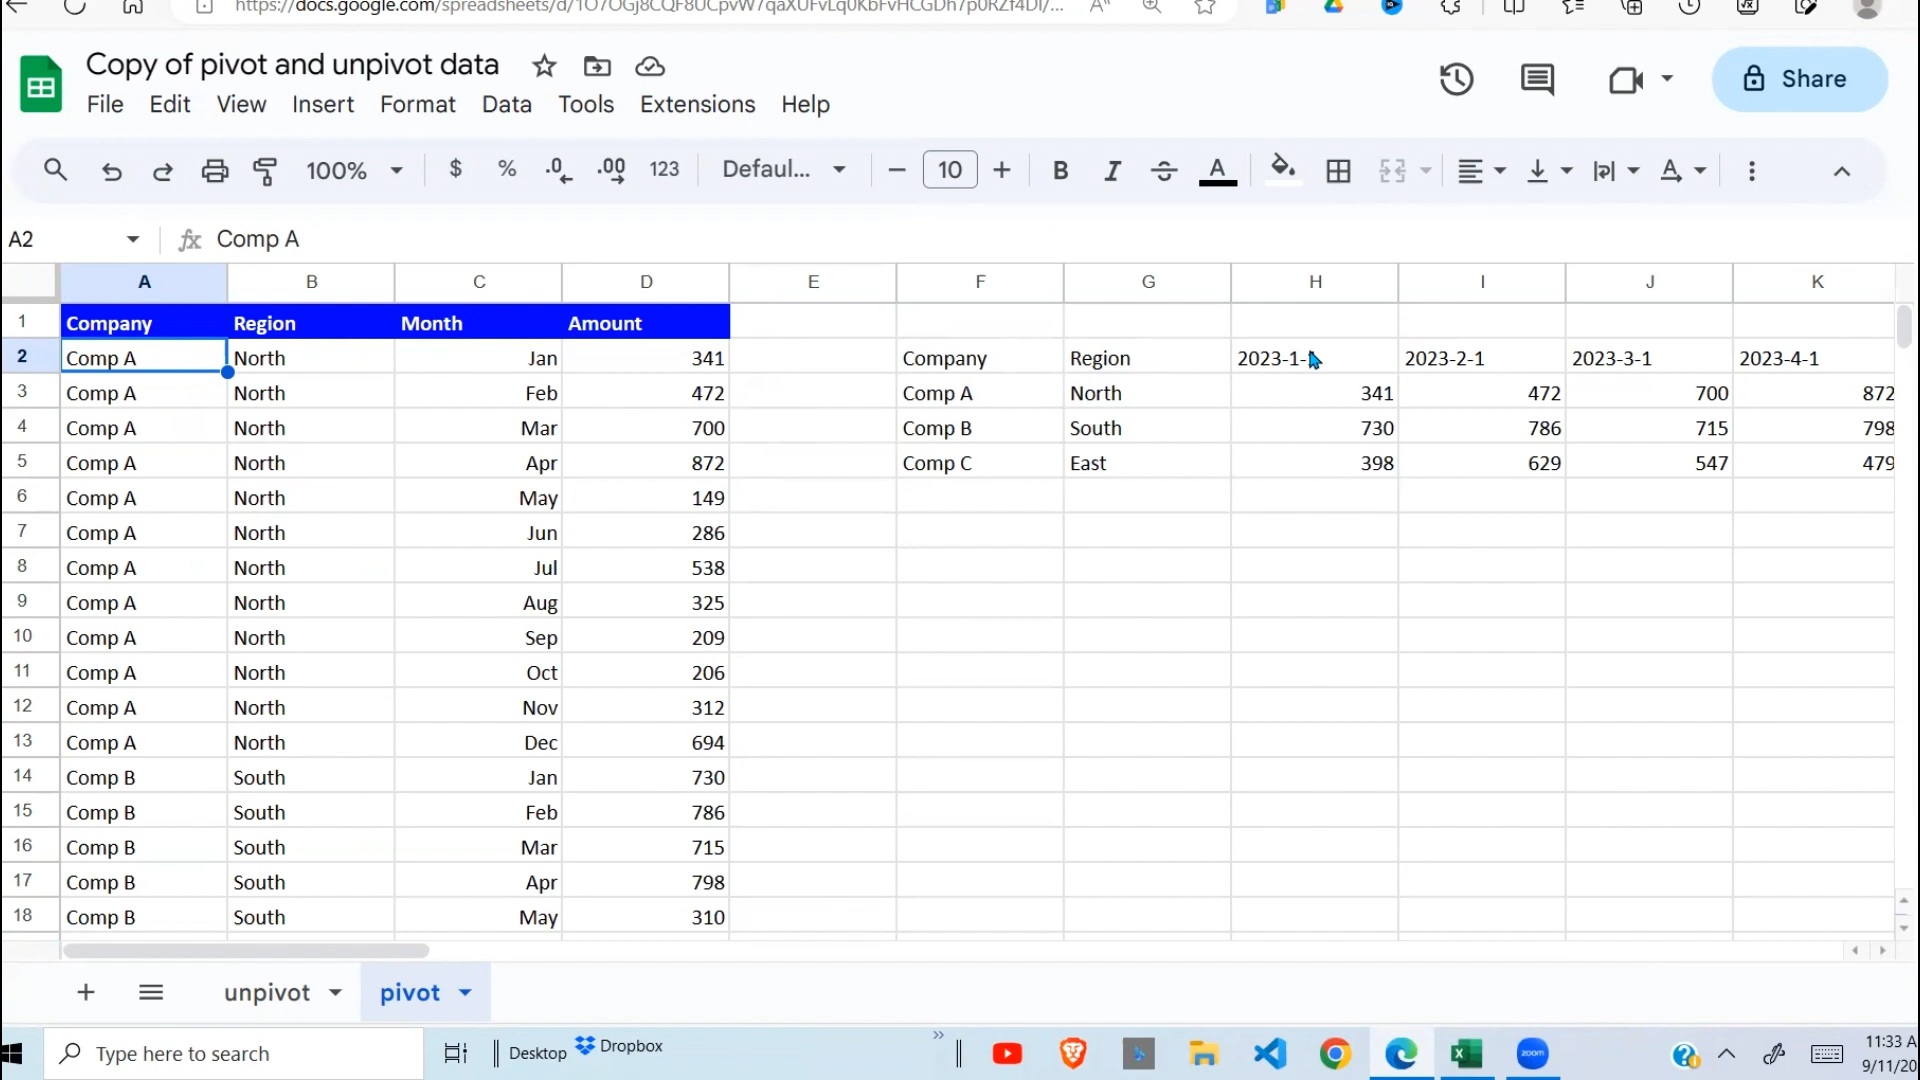 https://docs.google.com/spreadsheets/d/
Copy of pivot and unpivot data
File Edit View Insert Format Data Tools Extensions Help
Share
100% $ % .0 .00 123 Defaul... 10 B I A
A2 fx Comp A
A B C D E F G H I J K
1 Company Region Month Amount
2 Comp A North Jan 341 Company Region 2023-1-1 2023-2-1 2023-3-1 2023-4-1
3 Comp A North Feb 472 Comp A North 341 472 700 872
4 Comp A North Mar 700 Comp B South 730 786 715 798
5 Comp A North Apr 872 Comp C East 398 629 547 479
6 Comp A North May 149
7 Comp A North Jun 286
8 Comp A North Jul 538
9 Comp A North Aug 325
10 Comp A North Sep 209
11 Comp A North Oct 206
12 Comp A North Nov 312
13 Comp A North Dec 694
14 Comp B South Jan 730
15 Comp B South Feb 786
16 Comp B South Mar 715
17 Comp B South Apr 798
18 Comp B South May 310
unpivot pivot
Type here to search Desktop Dropbox zoom 11:33 A
9/11/20